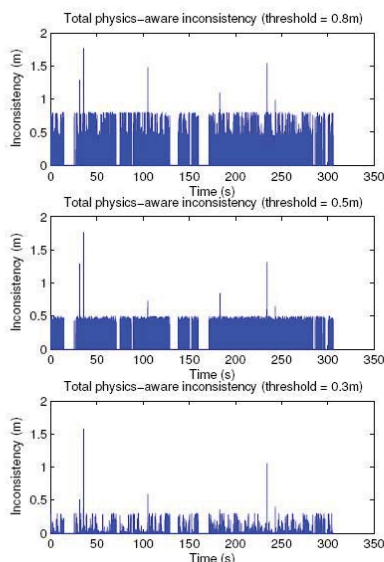 Total physics-aware inconsistency (threshold = 0.8m)
2
1.5
1
0.5
0
Inconsistency (m)
0 50 100 150 200 250 300 350
Time (s)
Total physics-aware inconsistency (threshold = 0.5m)
2
1.5
1
0.5
0
Inconsistency (m)
0 50 100 150 200 250 300 350
Time (s)
Total physics-aware inconsistency (threshold = 0.3m)
2
1.5
1
0.5
0
Inconsistency (m)
0 50 100 150 200 250 300 350
Time (s)